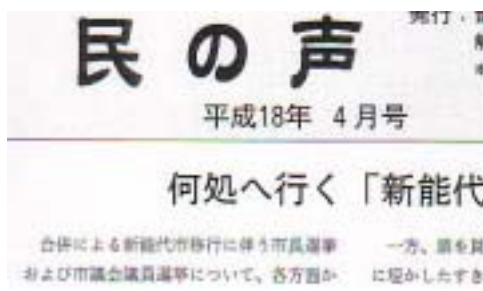 民の声
発行：
平成18年 4月号
何処へ行く「新能代
合併による新能代市移行に伴う市長選挙
および市議会議員選挙について、各方面か
一方、